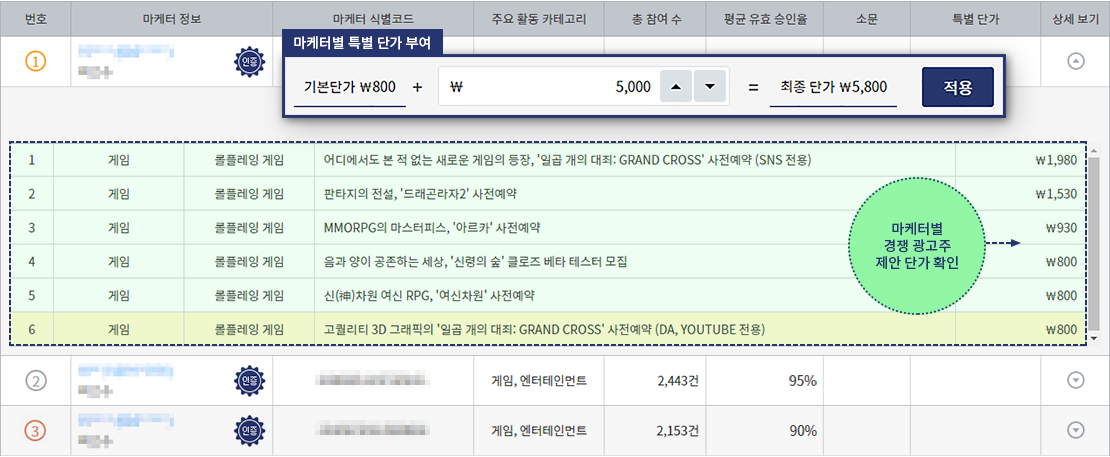 번호 마케터 정보 마케터 식별코드 주요 활동 카테고리 총 참여 수 평균 유효 승인율 소문 특별 단가 상세 보기
1 인증
마케터별 특별 단가 부여
기본단가 ₩800 + ₩ 5,000 = 최종 단가 ₩5,800 적용
1 게임 롤플레잉 게임 어디에서도 본 적 없는 새로운 게임의 등장, '일곱 개의 대죄: GRAND CROSS' 사전예약 (SNS 전용) ₩1,980
2 게임 롤플레잉 게임 판타지의 전설, '드래곤라자2' 사전예약 ₩1,530
3 게임 롤플레잉 게임 MMORPG의 마스터피스, '아르카' 사전예약 ₩930
4 게임 롤플레잉 게임 음과 양이 공존하는 세상, '신령의 숲' 클로즈 베타 테스터 모집 ₩800
5 게임 롤플레잉 게임 신(神)차원 여신 RPG, '여신차원' 사전예약 ₩800
6 게임 롤플레잉 게임 고퀄리티 3D 그래픽의 '일곱 개의 대죄: GRAND CROSS' 사전예약 (DA, YOUTUBE 전용) ₩800
마케터별
경쟁 광고주
제안 단가 확인
2 인증 게임, 엔터테인먼트 2,443건 95%
3 인증 게임, 엔터테인먼트 2,153건 90%